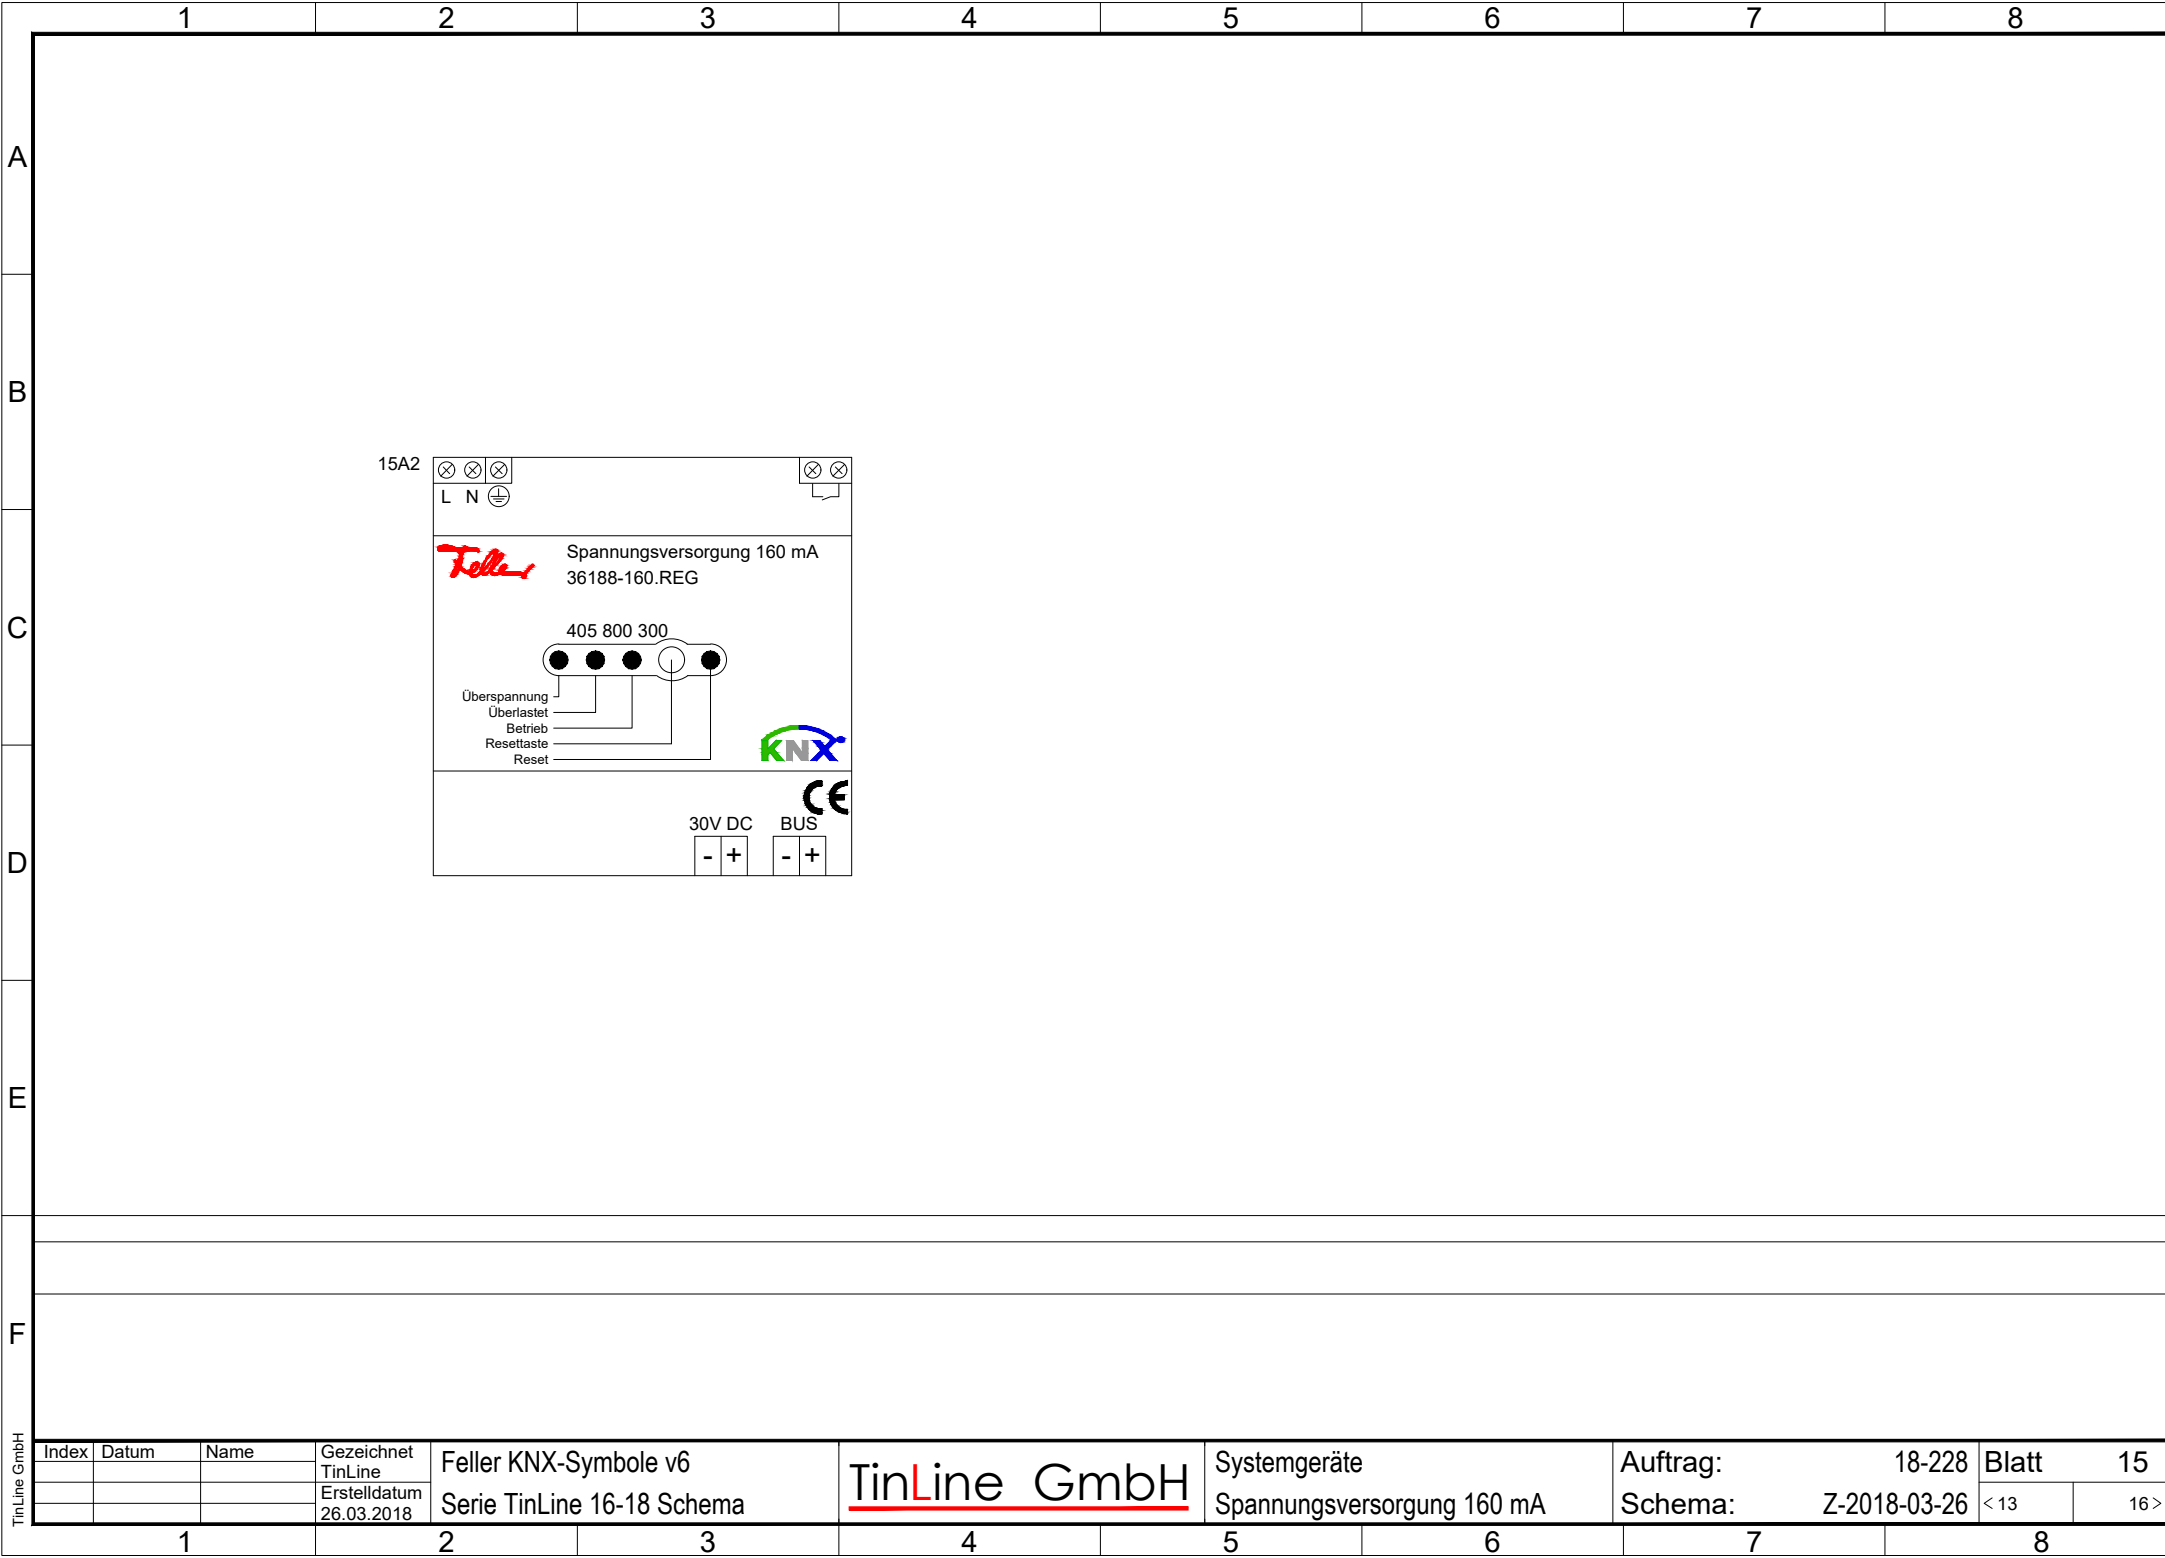 1 2 3 4 5 6 7 8
A
B
C
D
E
F
15A2
L N
Feller
Spannungsversorgung 160 mA
36188-160.REG
405 800 300
Überspannung
Überlastet
Betrieb
Resettaste
Reset
KNX
CE
30V DC BUS
- + - +
TinLine GmbH
Index Datum Name
Gezeichnet
TinLine
Erstelldatum
26.03.2018
Feller KNX-Symbole v6
Serie TinLine 16-18 Schema
TinLine GmbH
Systemgeräte
Spannungsversorgung 160 mA
Auftrag: 18-228
Schema: Z-2018-03-26
Blatt 15
< 13 16 >
1 2 3 4 5 6 7 8